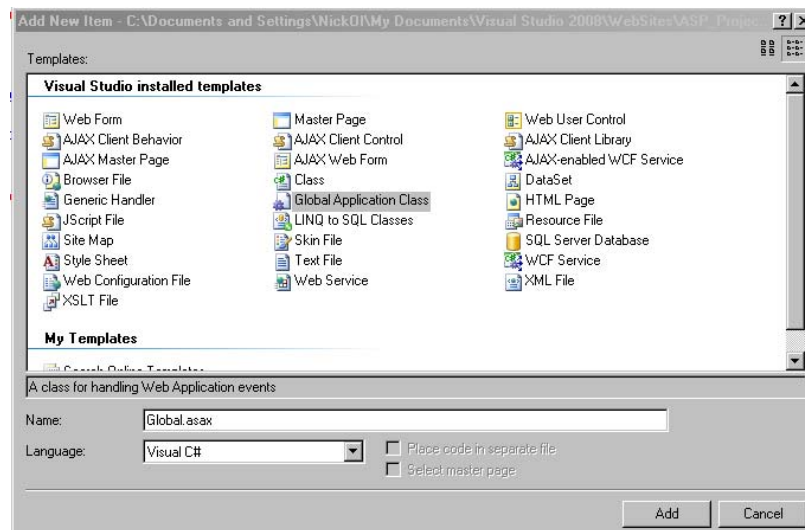 Add New Item - C:\Documents and Settings\NickOl\My Documents\Visual Studio 2008\WebSites\ASP_Projec
Templates:
Visual Studio installed templates
Web Form
Master Page
Web User Control
AJAX Client Behavior
AJAX Client Control
AJAX Client Library
AJAX Master Page
AJAX Web Form
AJAX-enabled WCF Service
Browser File
Class
DataSet
Generic Handler
Global Application Class
HTML Page
JScript File
LINQ to SQL Classes
Resource File
Site Map
Skin File
SQL Server Database
Style Sheet
Text File
WCF Service
Web Configuration File
Web Service
XML File
XSLT File
My Templates
Search Online Templates
A class for handling Web Application events
Name:
Global.asax
Language:
Visual C#
Place code in separate file
Select master page
Add
Cancel